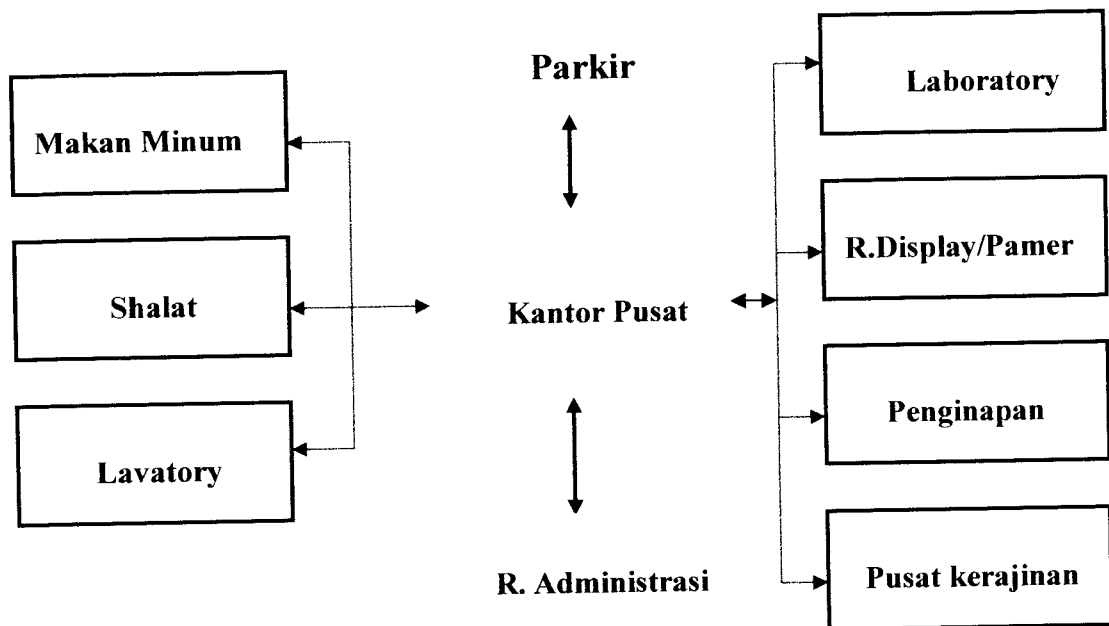 Parkir
Laboratory
Makan Minum
R.Display/Pamer
Shalat
Kantor Pusat
Penginapan
Lavatory
R. Administrasi
Pusat kerajinan